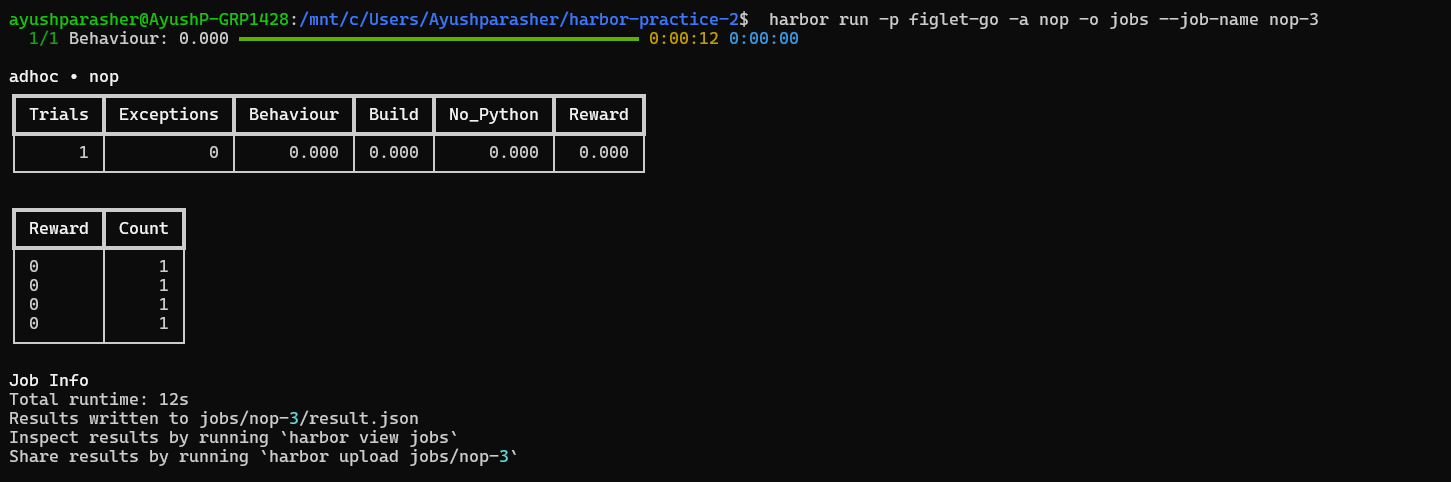 ayushparasher@AyushP-GRP1428:/mnt/c/Users/Ayushparasher/harbor-practice-2$  harbor run -p figlet-go -a nop -o jobs --job-name nop-3
1/1 Behaviour: 0.000 0:00:12 0:00:00
adhoc • nop
Trials Exceptions Behaviour Build No_Python Reward
1 0 0.000 0.000 0.000 0.000
Reward Count
0 1
0 1
0 1
0 1
Job Info
Total runtime: 12s
Results written to jobs/nop-3/result.json
Inspect results by running `harbor view jobs`
Share results by running `harbor upload jobs/nop-3`